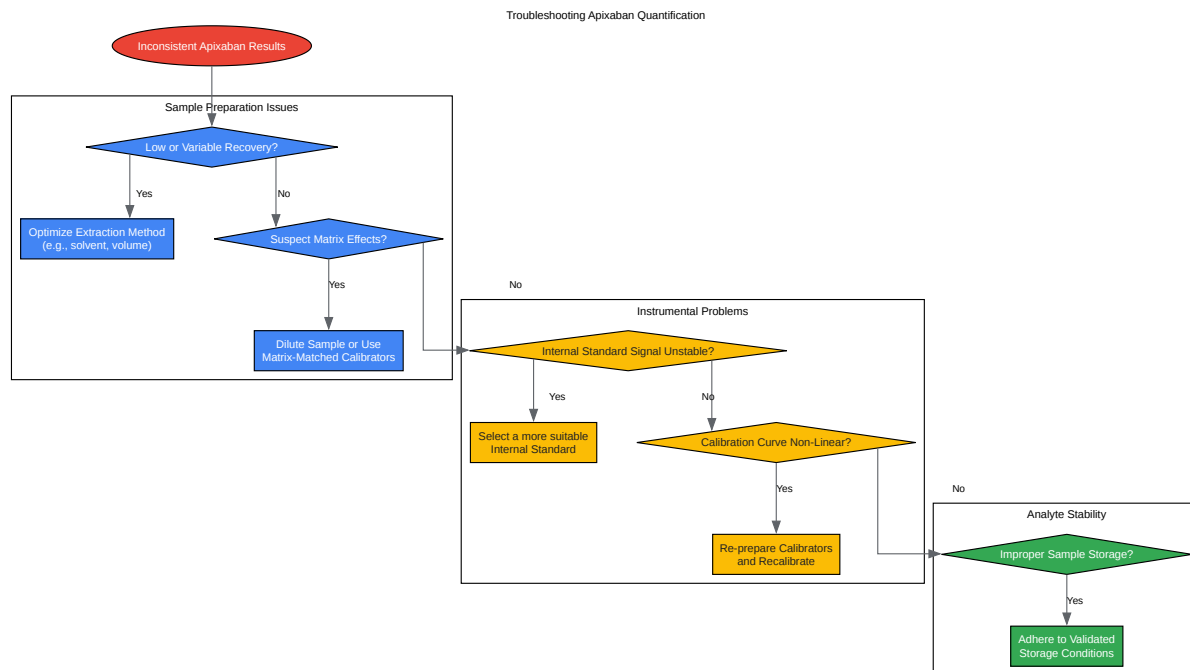 Troubleshooting Apixaban Quantification
Inconsistent Apixaban Results
Sample Preparation Issues
Low or Variable Recovery?
Yes
No
Optimize Extraction Method
(e.g., solvent, volume)
Suspect Matrix Effects?
Yes
No
Dilute Sample or Use
Matrix-Matched Calibrators
Instrumental Problems
Internal Standard Signal Unstable?
Yes
No
Select a more suitable
Internal Standard
Calibration Curve Non-Linear?
Yes
No
Re-prepare Calibrators
and Recalibrate
Analyte Stability
Improper Sample Storage?
Yes
Adhere to Validated
Storage Conditions